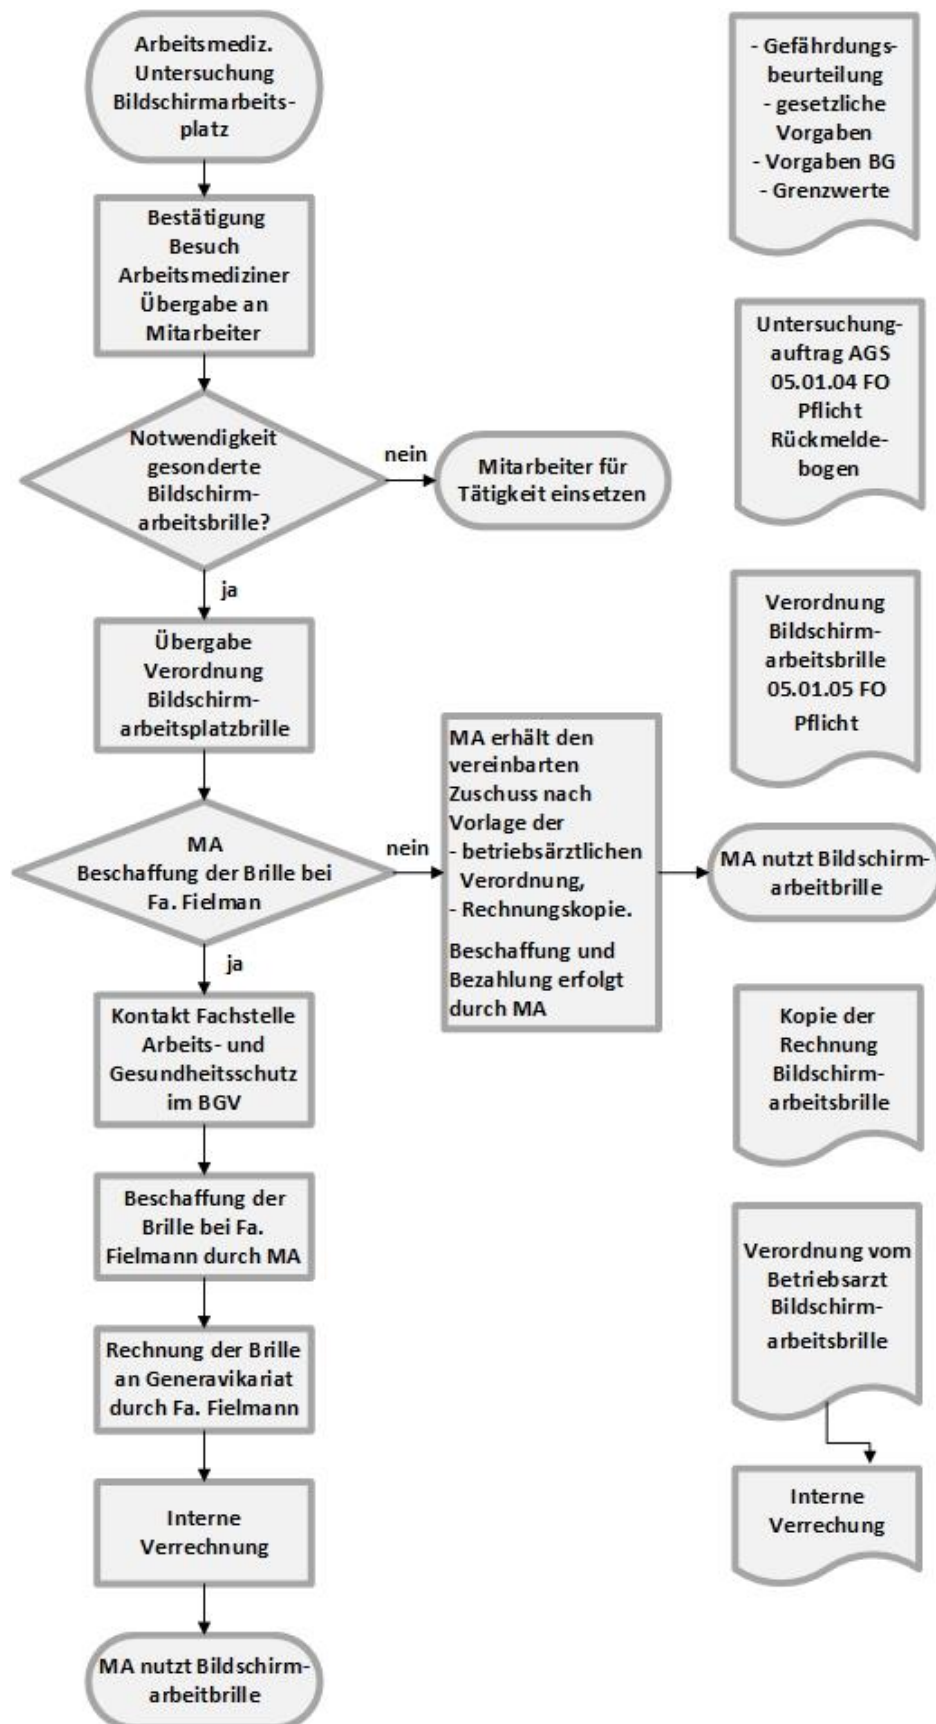 Arbeitsmediz.
Untersuchung
Bildschirmarbeits-
platz
- Gefährdungs-
beurteilung
- gesetzliche
Vorgaben
- Vorgaben BG
- Grenzwerte
Bestätigung
Besuch
Arbeitsmediziner
Übergabe an
Mitarbeiter
Untersuchung-
auftrag AGS
05.01.04 FO
Pflicht
Rückmelde-
bogen
Notwendigkeit
gesonderte
Bildschirm-
arbeitsbrille?
nein
Mitarbeiter für
Tätigkeit einsetzen
ja
Übergabe
Verordnung
Bildschirm-
arbeitsplatzbrille
Verordnung
Bildschirm-
arbeitsbrille
05.01.05 FO
Pflicht
MA
Beschaffung der Brille bei
Fa. Fielman
nein
MA erhält den
vereinbarten
Zuschuss nach
Vorlage der
- betriebsärztlichen
Verordnung,
- Rechnungskopie.
Beschaffung und
Bezahlung erfolgt
durch MA
MA nutzt Bildschirm-
arbeitbrille
ja
Kontakt Fachstelle
Arbeits- und
Gesundheitsschutz
im BGV
Kopie der
Rechnung
Bildschirm-
arbeitsbrille
Beschaffung der
Brille bei Fa.
Fielmann durch MA
Verordnung vom
Betriebsarzt
Bildschirm-
arbeitsbrille
Rechnung der Brille
an Generavikariat
durch Fa. Fielmann
Interne
Verrechnung
Interne
Verrechung
MA nutzt Bildschirm-
arbeitbrille